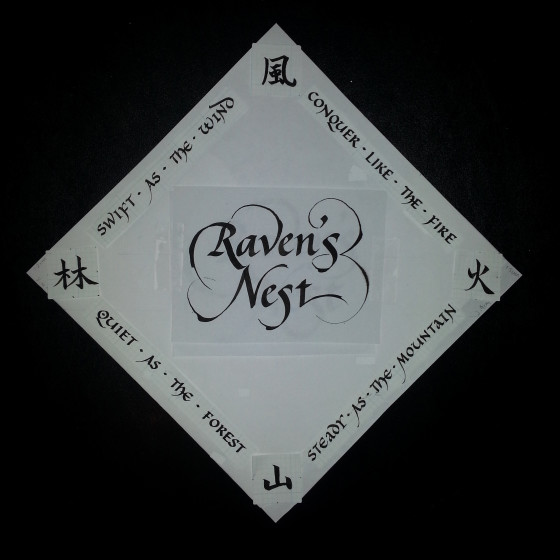 風
SWIFT · AS · THE · WIND
CONQUER · LIKE · THE · FIRE
Raven's
Nest
林
火
QUIET · AS · THE · FOREST
STEADY · AS · THE · MOUNTAIN
山